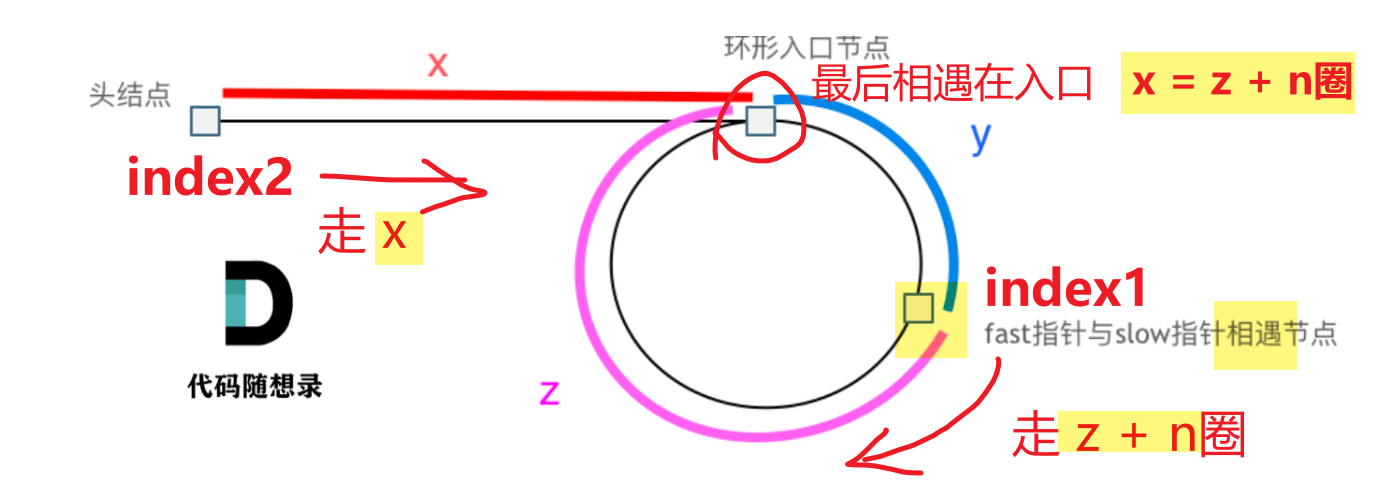 环形入口节点
x
最后相遇在入口 x = z + n圈
头结点
y
index2
走 x
index1
fast指针与slow指针相遇节点
代码随想录
z
走 z + n圈